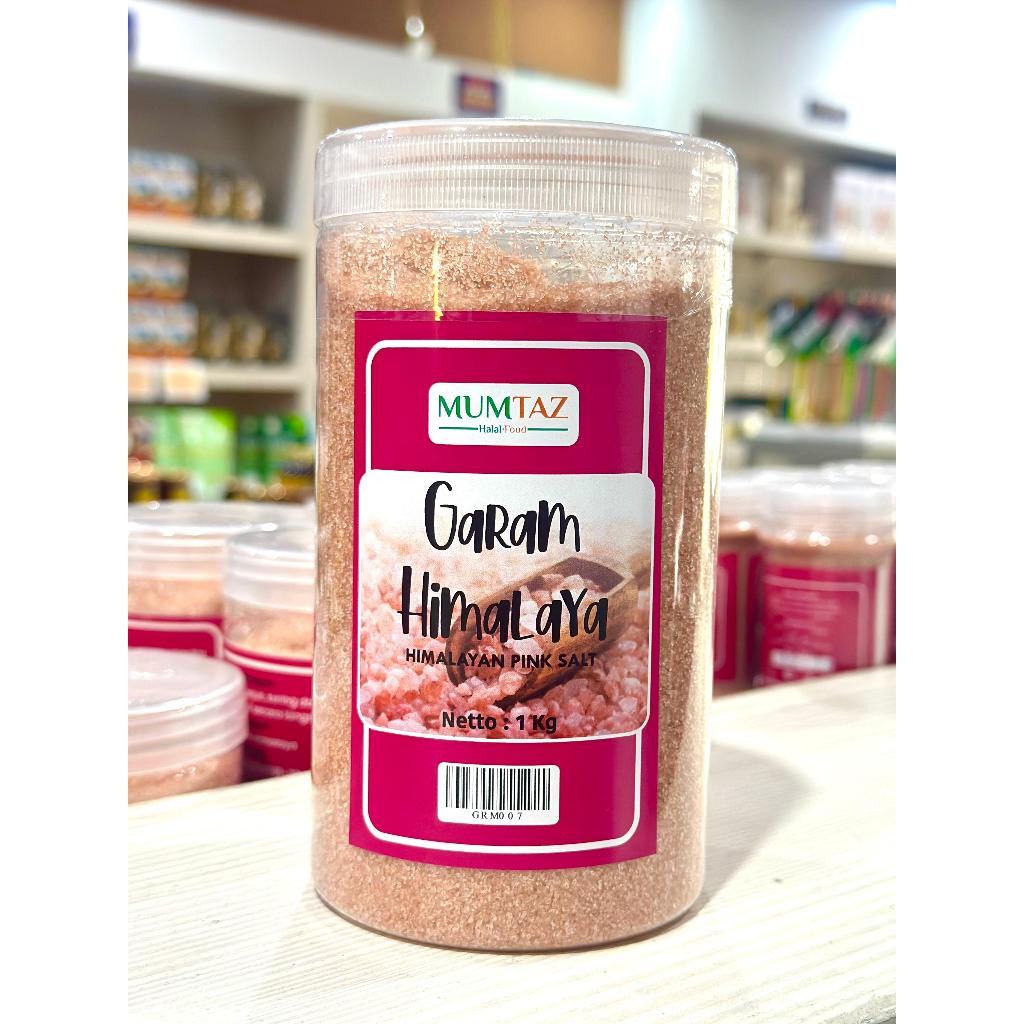 MUMTAZ
Halal Food
Garam
Himalaya
HIMALAYAN PINK SALT
Netto : 1 Kg
GRM007